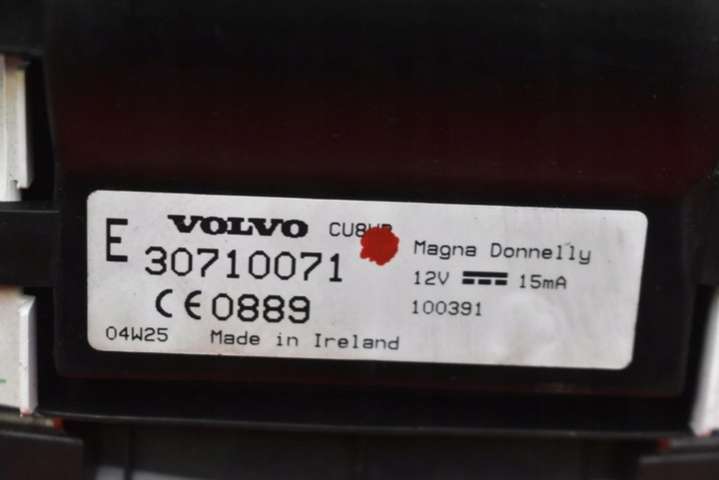 E VOLVO
30710071
CE0889
04W25 Made in Ireland
Magna Donnelly
12V 15mA
100391